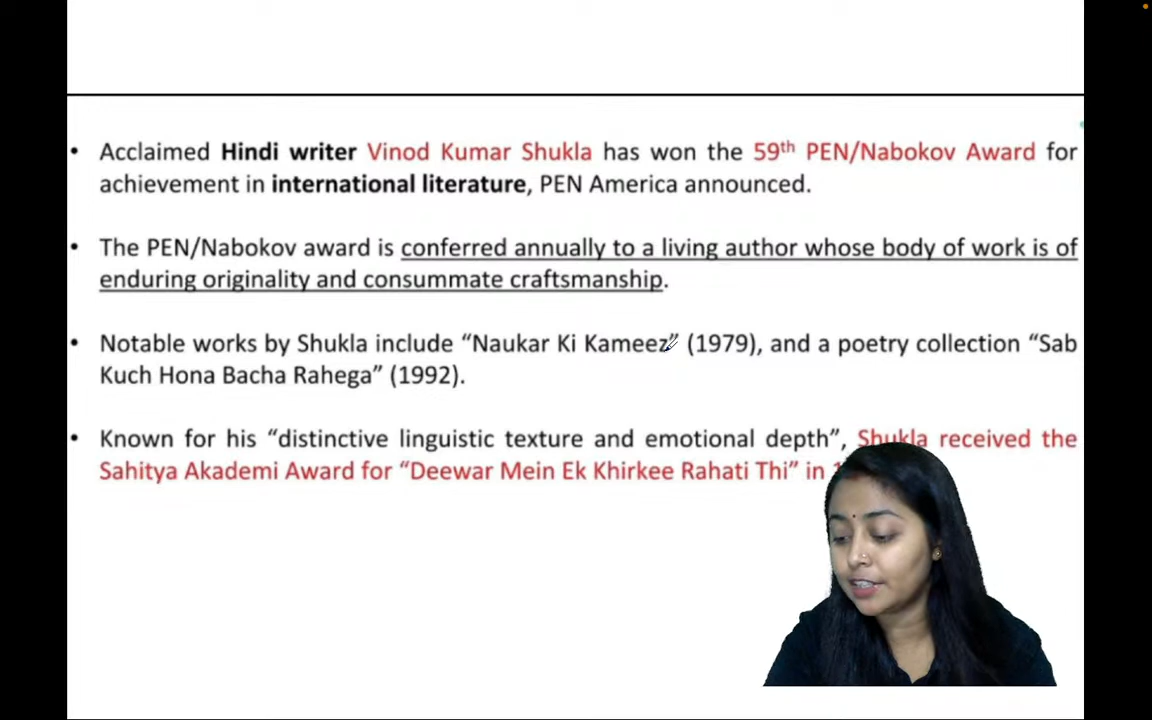 • Acclaimed Hindi writer Vinod Kumar Shukla has won the 59th PEN/Nabokov Award for
achievement in international literature, PEN America announced.
• The PEN/Nabokov award is conferred annually to a living author whose body of work is of
enduring originality and consummate craftsmanship.
• Notable works by Shukla include “Naukar Ki Kameez” (1979), and a poetry collection “Sab
Kuch Hona Bacha Rahega” (1992).
• Known for his “distinctive linguistic texture and emotional depth”, Shukla received the
Sahitya Akademi Award for “Deewar Mein Ek Khirkee Rahati Thi” in